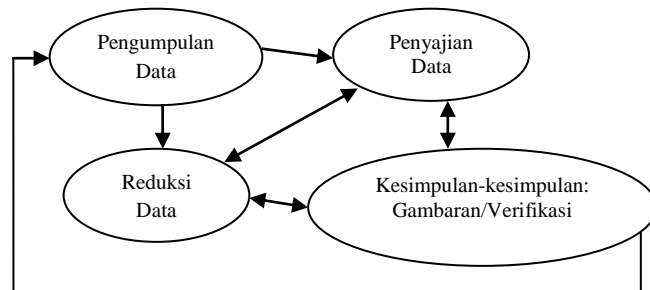 Pengumpulan
Data
Penyajian
Data
Reduksi
Data
Kesimpulan-kesimpulan:
Gambaran/Verifikasi